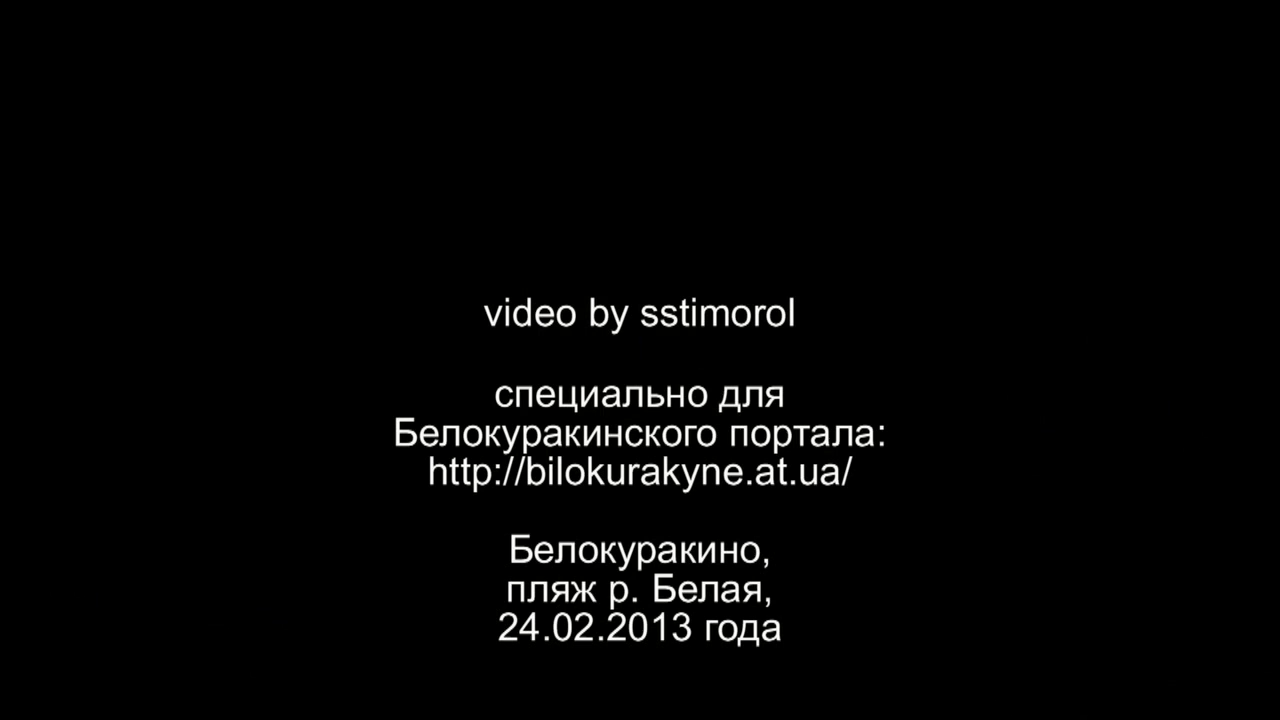 video by sstimorol
специально для
Белокуракинского портала:
http://bilokurakyne.at.ua/
Белокуракино,
пляж р. Белая,
24.02.2013 года